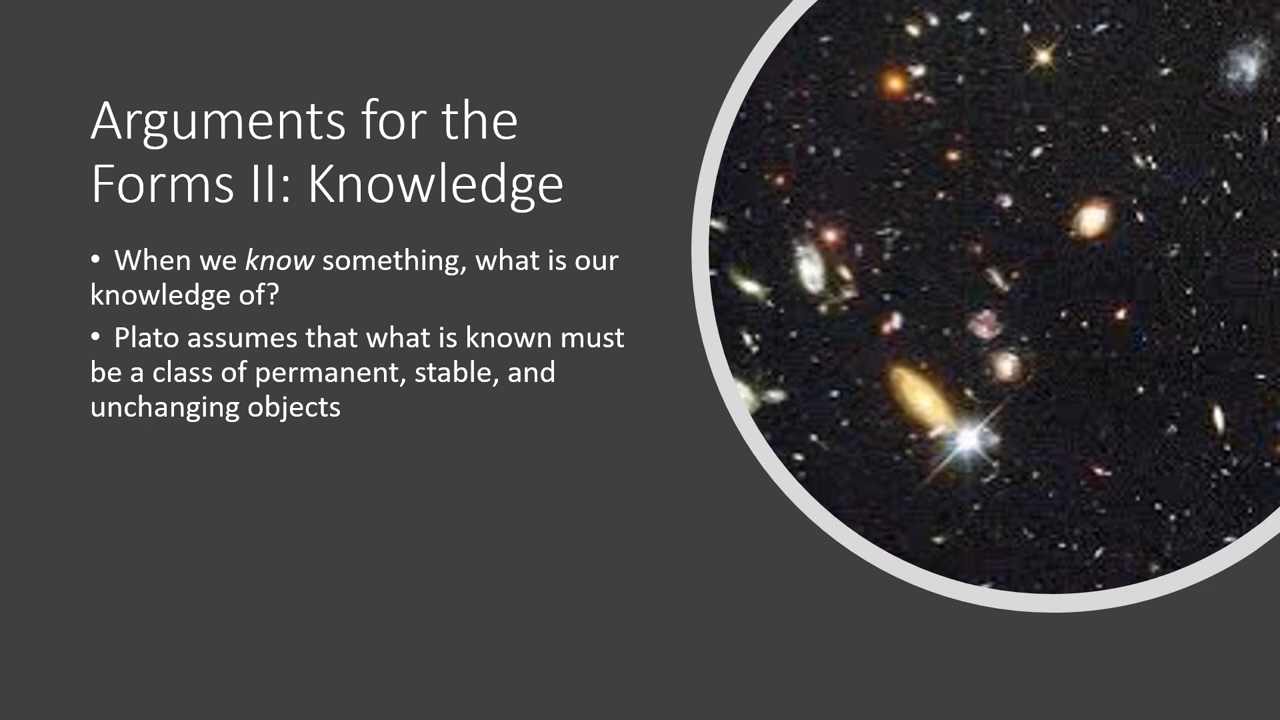 Arguments for the
Forms II: Knowledge
• When we know something, what is our
knowledge of?
• Plato assumes that what is known must
be a class of permanent, stable, and
unchanging objects